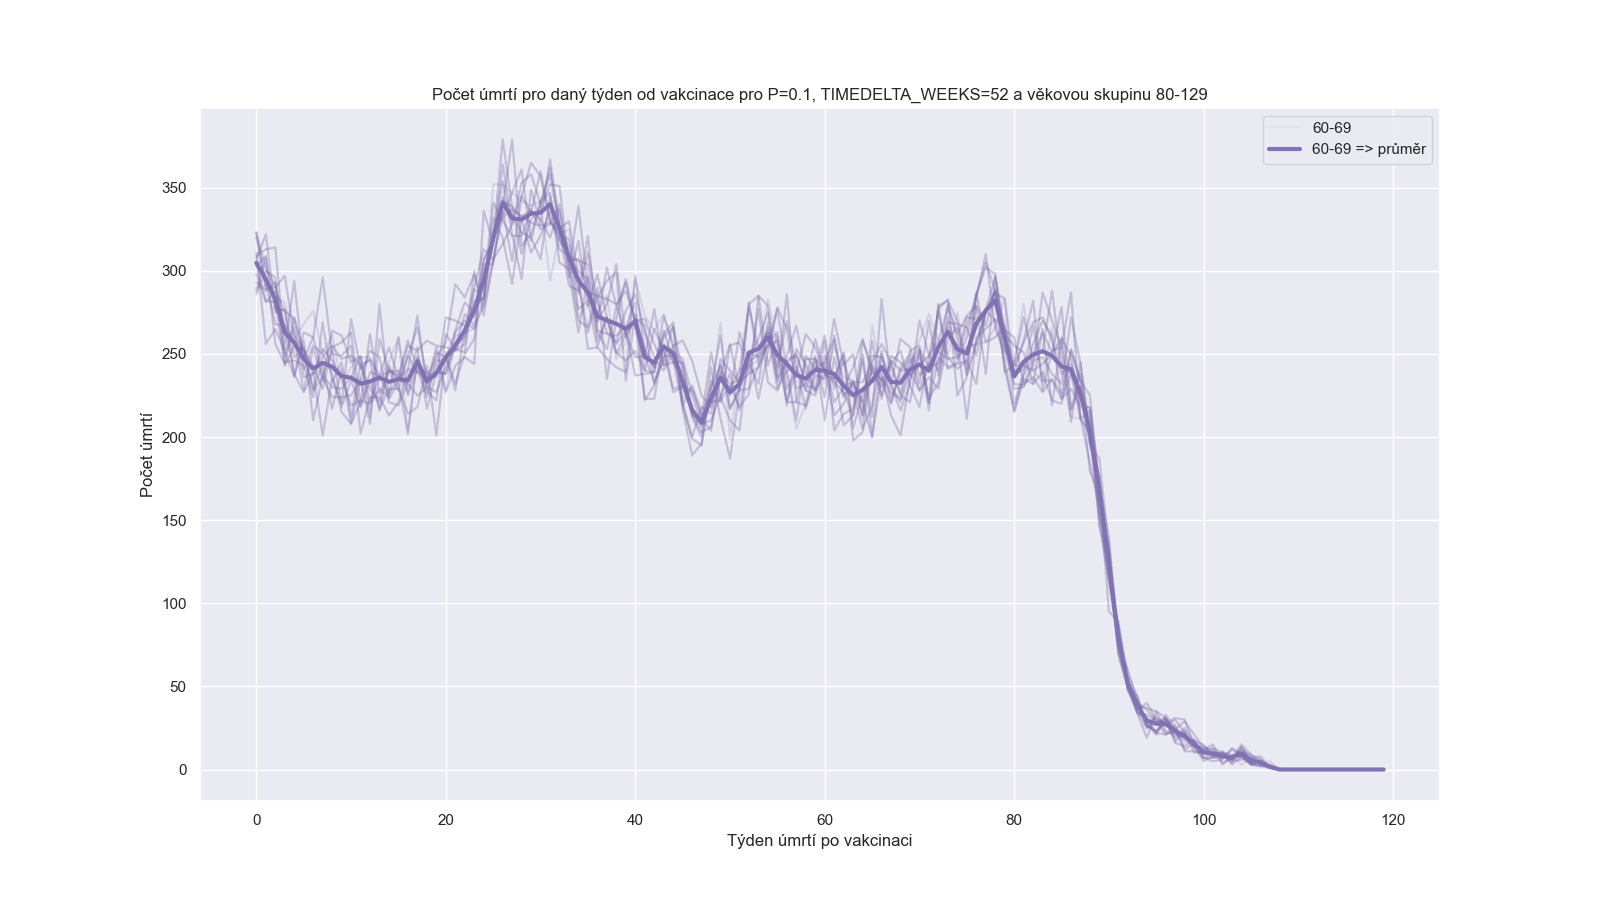 Počet úmrtí pro daný týden od vakcinace pro P=0.1, TIMEDELTA_WEEKS=52 a věkovou skupinu 80-129
60-69
60-69 => průměr
350
300
250
200
150
100
50
0
Počet úmrtí
0 20 40 60 80 100 120
Týden úmrtí po vakcinaci